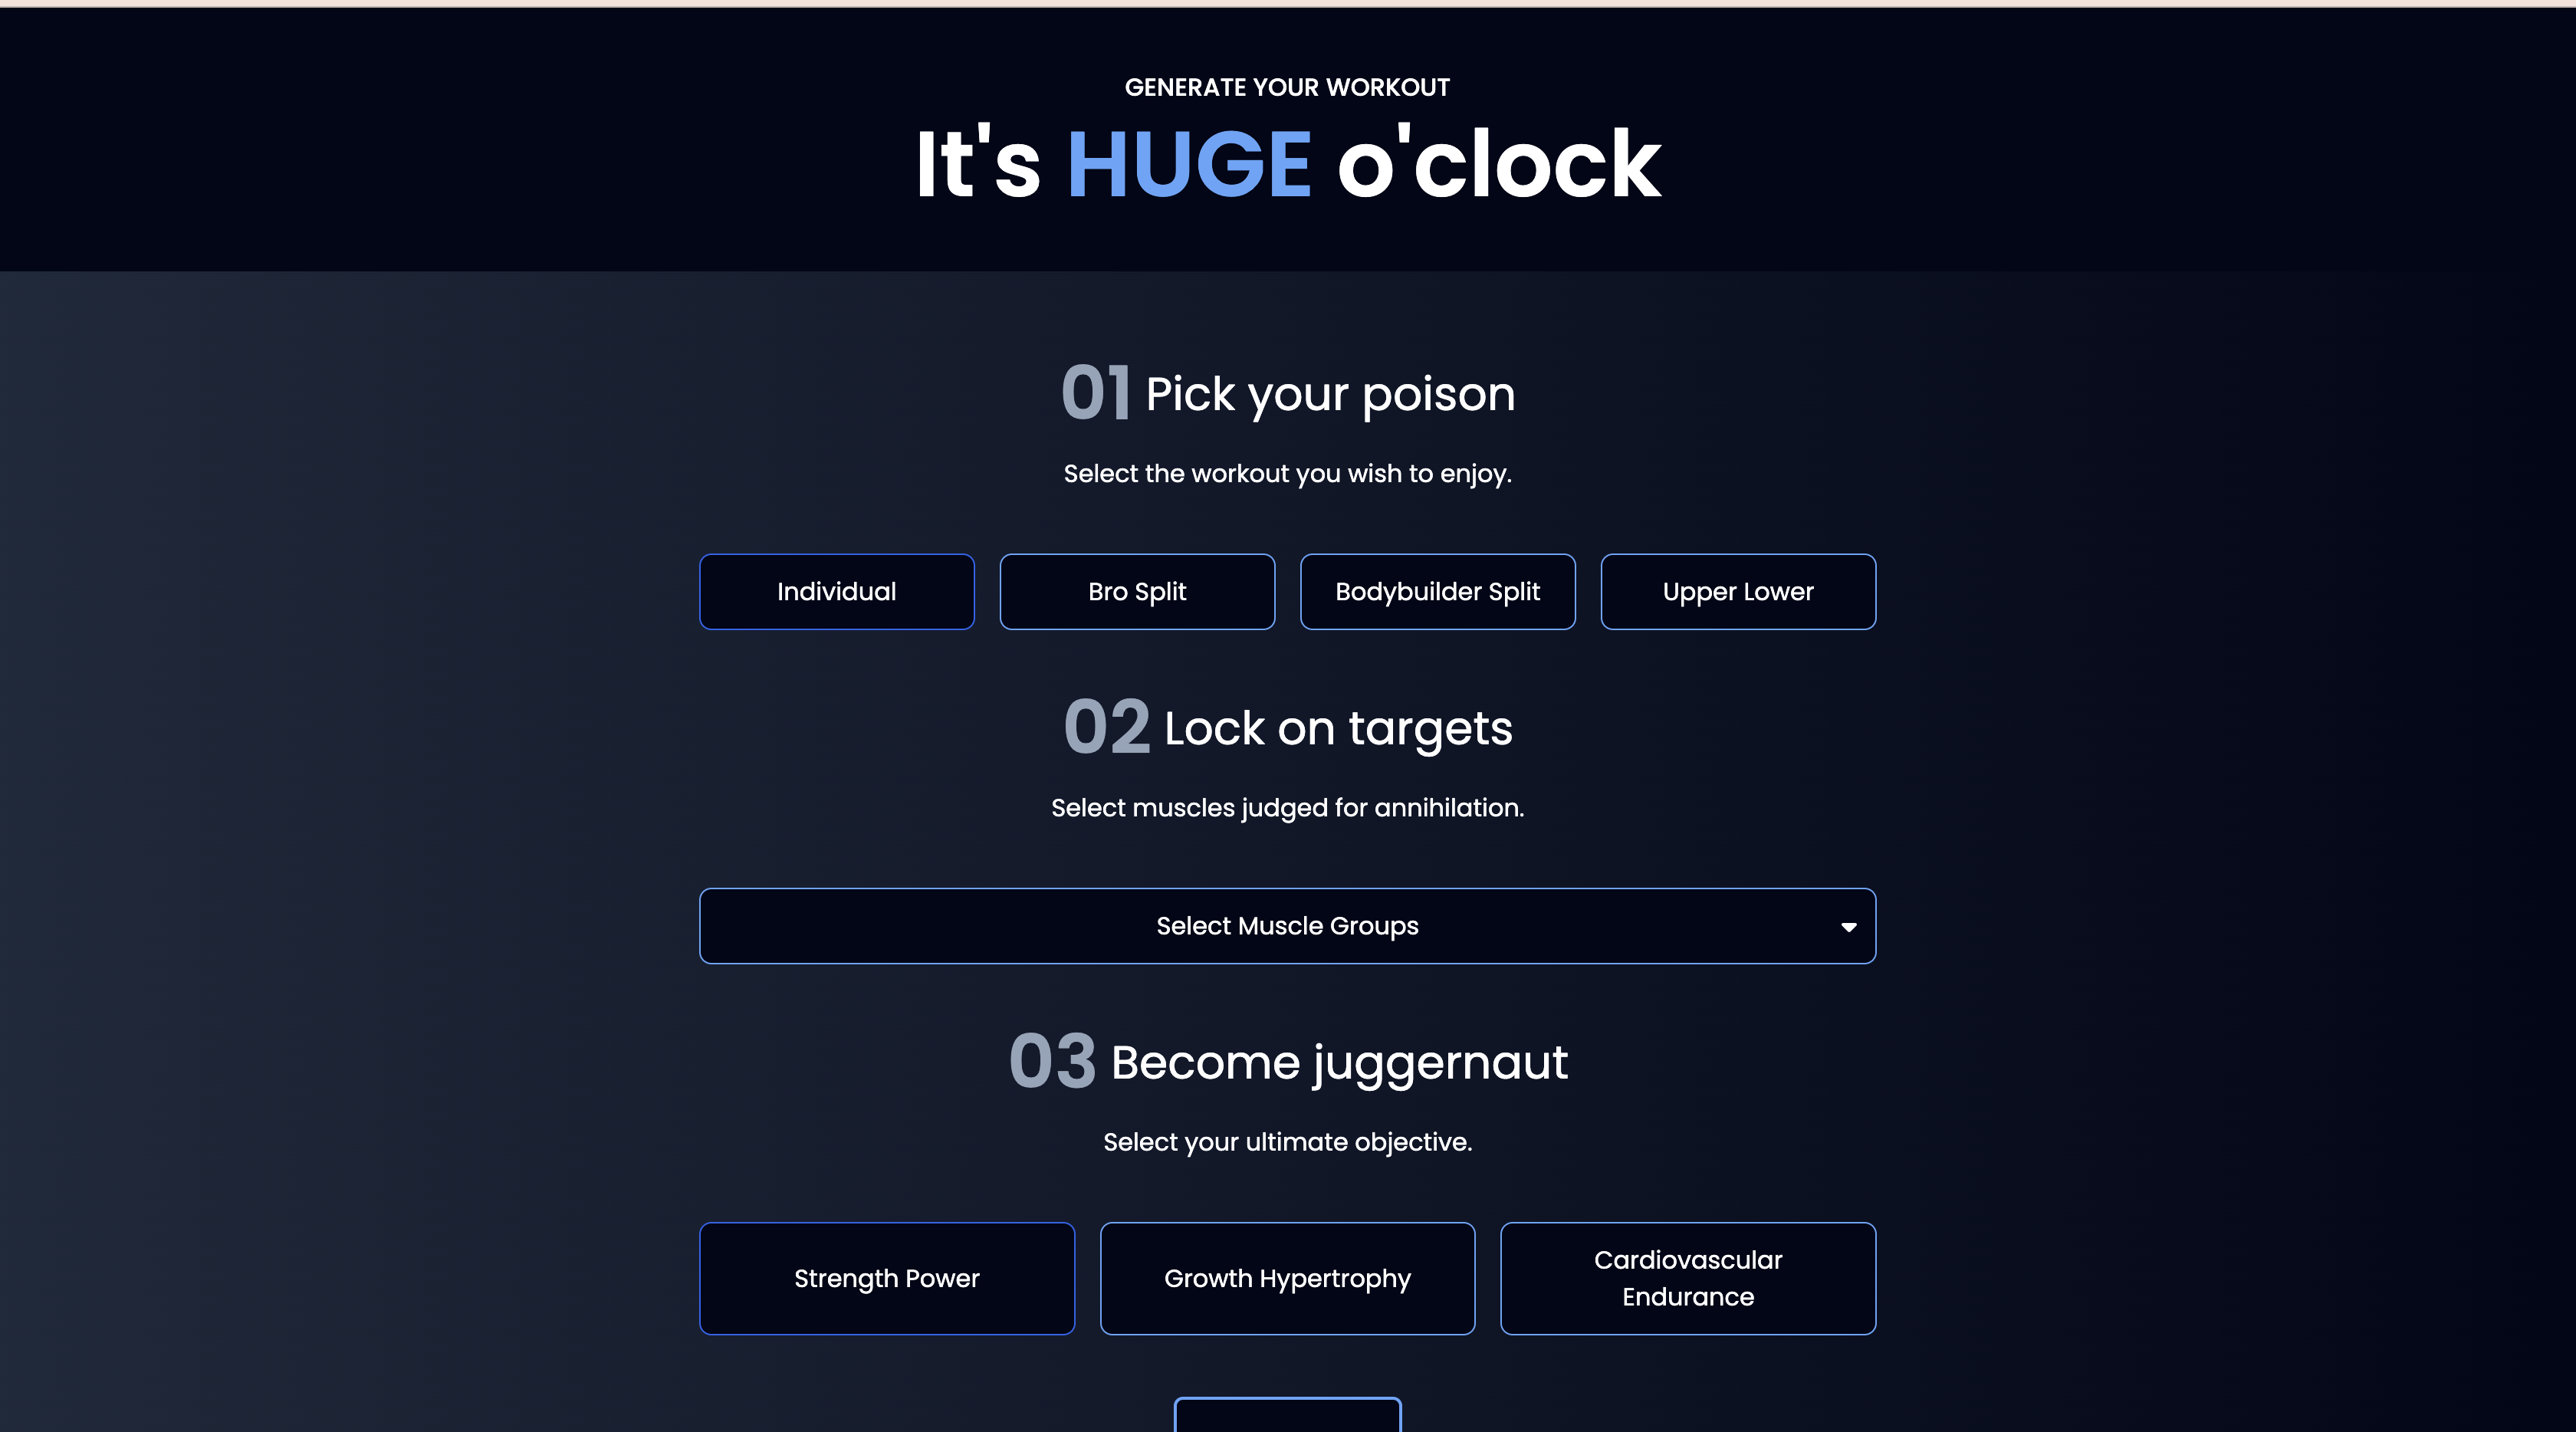 GENERATE YOUR WORKOUT
It's HUGE o'clock
01 Pick your poison
Select the workout you wish to enjoy.
Individual
Bro Split
Bodybuilder Split
Upper Lower
02 Lock on targets
Select muscles judged for annihilation.
Select Muscle Groups
03 Become juggernaut
Select your ultimate objective.
Strength Power
Growth Hypertrophy
Cardiovascular
Endurance